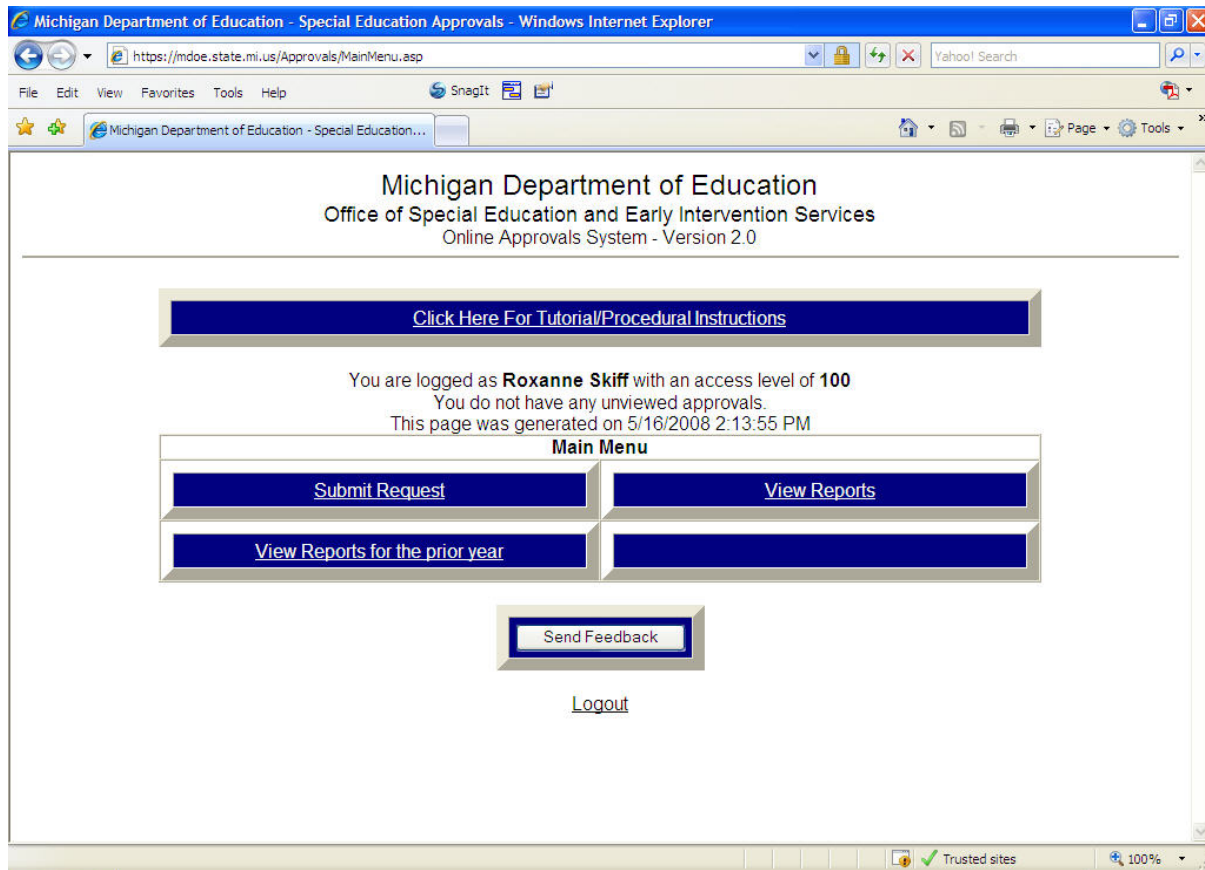 Michigan Department of Education - Special Education Approvals - Windows Internet Explorer
https://mdoe.state.mi.us/Approvals/MainMenu.asp
Yahoo! Search
File Edit View Favorites Tools Help SnagIt
Michigan Department of Education - Special Education... Page Tools
Michigan Department of Education
Office of Special Education and Early Intervention Services
Online Approvals System - Version 2.0
Click Here For Tutorial/Procedural Instructions
You are logged as Roxanne Skiff with an access level of 100
You do not have any unviewed approvals.
This page was generated on 5/16/2008 2:13:55 PM
Main Menu
Submit Request View Reports
View Reports for the prior year
Send Feedback
Logout
Trusted sites 100%